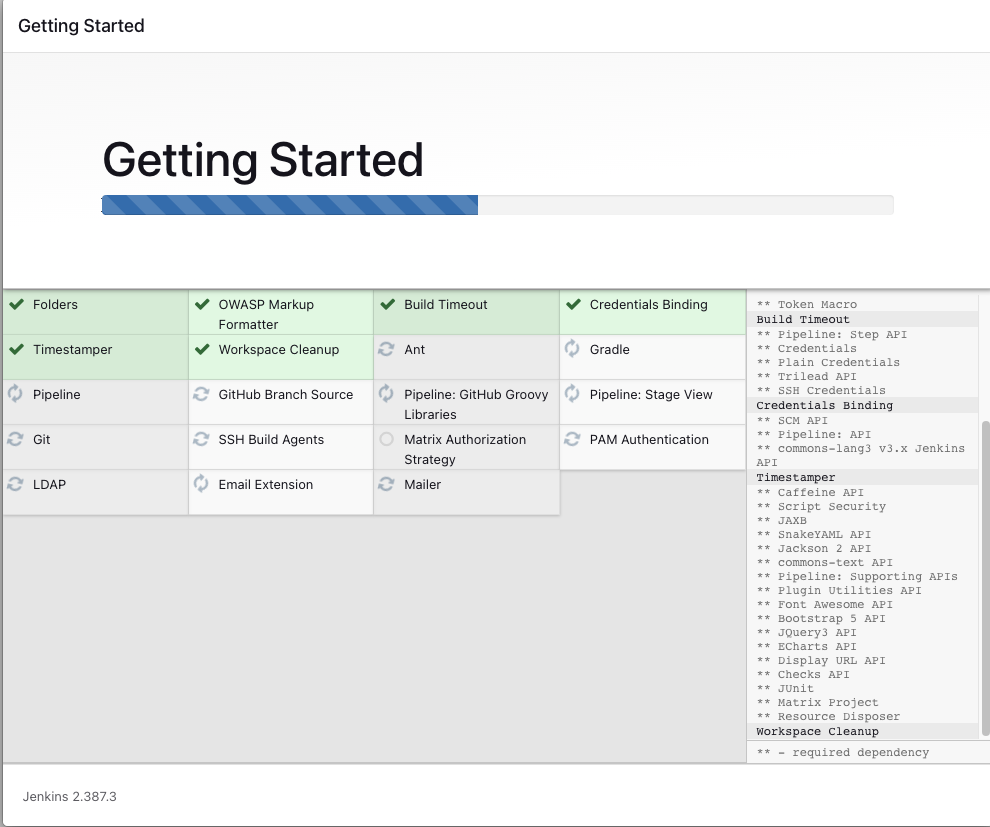 Getting Started
Getting Started
Folders
OWASP Markup
Formatter
Build Timeout
Credentials Binding
Timestamper
Workspace Cleanup
Ant
Gradle
Pipeline
GitHub Branch Source
Pipeline: GitHub Groovy
Libraries
Pipeline: Stage View
Git
SSH Build Agents
Matrix Authorization
Strategy
PAM Authentication
LDAP
Email Extension
Mailer
** Token Macro
Build Timeout
** Pipeline: Step API
** Credentials
** Plain Credentials
** Trilead API
** SSH Credentials
Credentials Binding
** SCM API
** Pipeline: API
** commons-lang3 v3.x Jenkins
API
Timestamper
** Caffeine API
** Script Security
** JAXB
** SnakeYAML API
** Jackson 2 API
** commons-text API
** Pipeline: Supporting APIs
** Plugin Utilities API
** Font Awesome API
** Bootstrap 5 API
** JQuery3 API
** ECharts API
** Display URL API
** Checks API
** JUnit
** Matrix Project
** Resource Disposer
Workspace Cleanup
** - required dependency
Jenkins 2.387.3